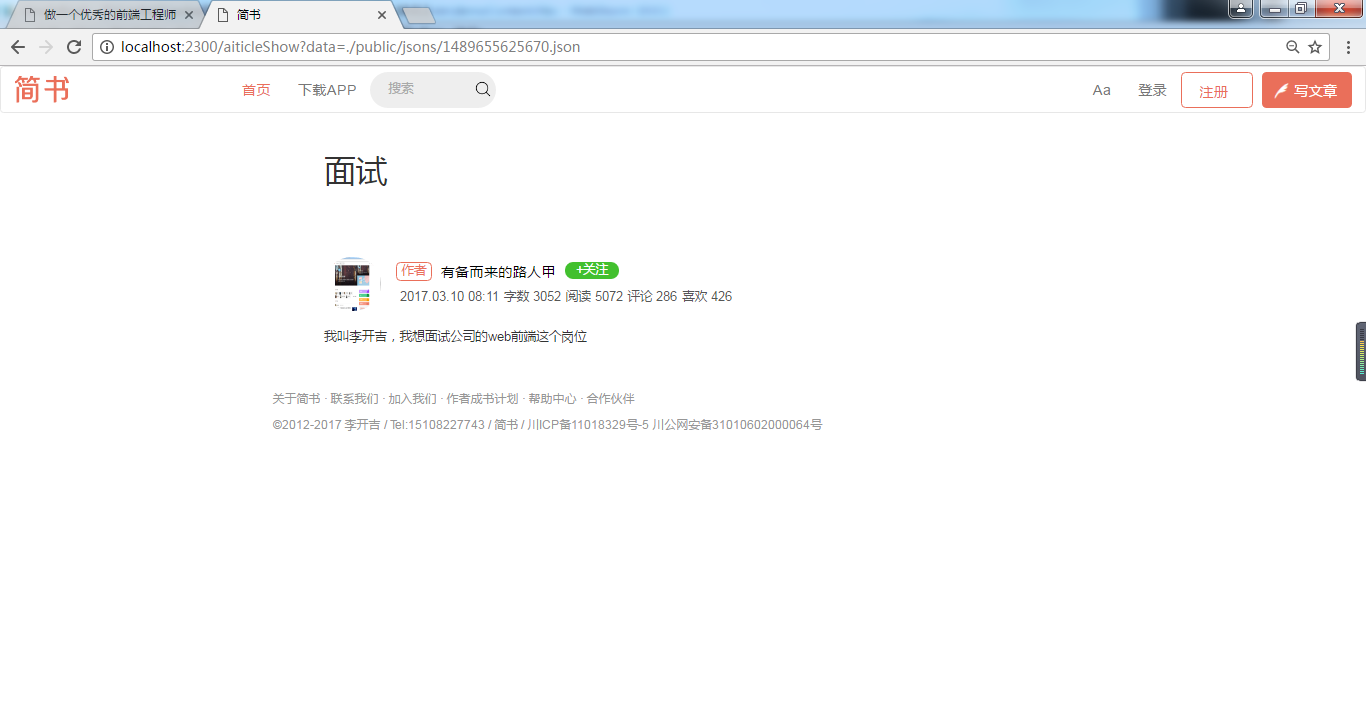 做一个优秀的前端工程师
简书
localhost:2300/aiticleShow?data=./public/jsons/1489655625670.json
简书 首页 下载APP 搜索 Aa 登录 注册 写文章
面试
作者 有备而来的路人甲 +关注
2017.03.10 08:11 字数 3052 阅读 5072 评论 286 喜欢 426
我叫李开吉，我想面试公司的web前端这个岗位
关于简书 · 联系我们 · 加入我们 · 作者成书计划 · 帮助中心 · 合作伙伴
©2012-2017 李开吉 / Tel:15108227743 / 简书 / 川ICP备11018329号-5 川公网安备31010602000064号